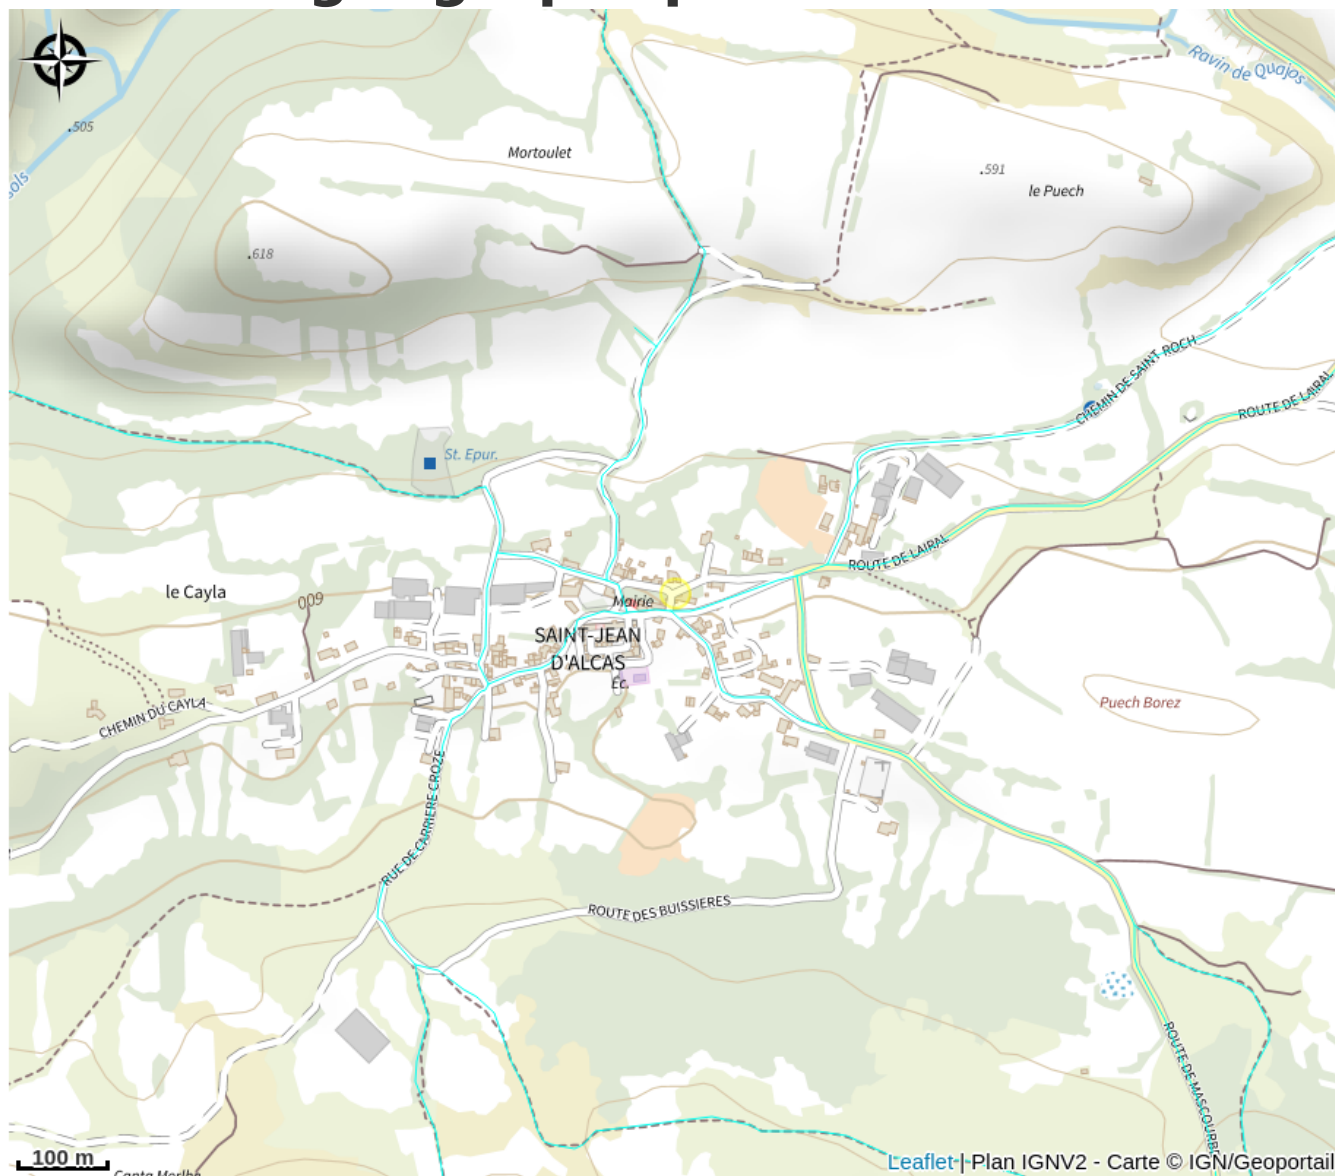 Ravin de Quajos
.505
Mortoulet
.591
le Puech
.618
CHEMIN DE SAINT ROCH
ROUTE DE LAIRAL
St. Epur.
ROUTE DE LAIRAL
le Cayla
009
Mairie
SAINT-JEAN
D'ALCAS
Ec.
CHEMIN DU CAYLA
Puech Borez
RUE DE CARRIERE CROZE
ROUTE DES BUISSIERES
ROUTE DE MASCOURBE
100 m
Leaflet | Plan IGNV2 - Carte © IGN/Geoportail